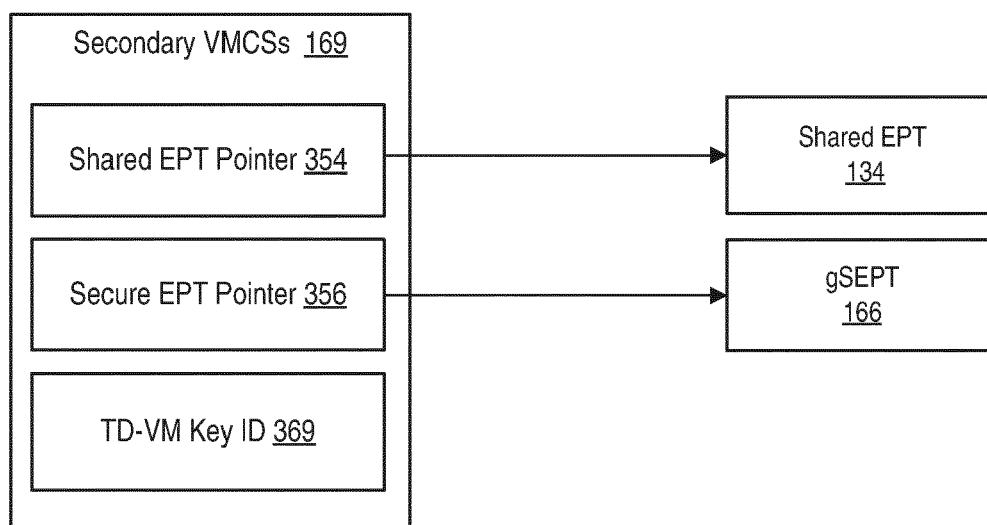 Secondary VMCSs 169
Shared EPT Pointer 354
Shared EPT
134
Secure EPT Pointer 356
gSEPT
166
TD-VM Key ID 369